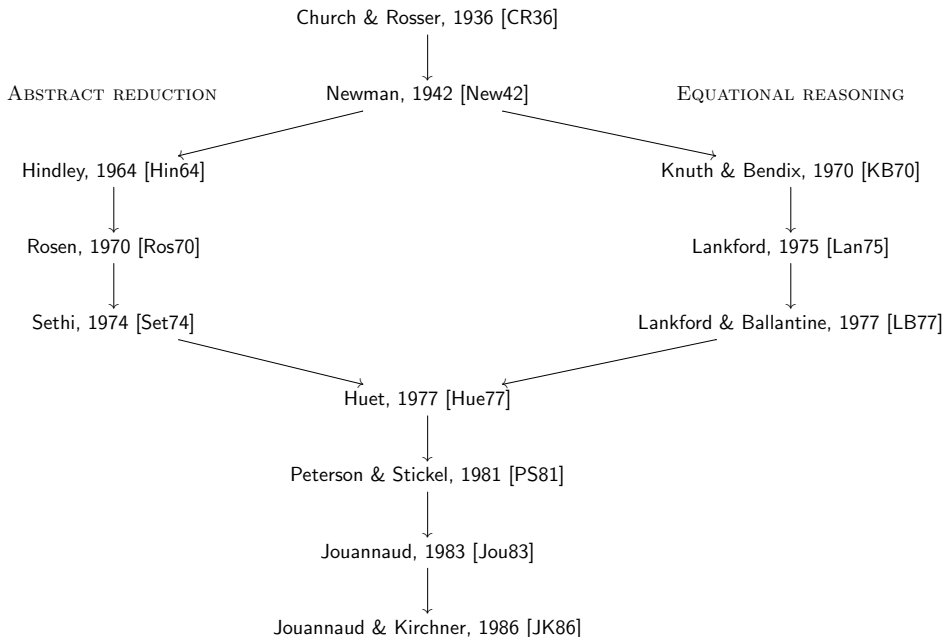 Church & Rosser, 1936 [CR36]
ABSTRACT REDUCTION
Newman, 1942 [New42]
EQUATIONAL REASONING
Hindley, 1964 [Hin64]
Knuth & Bendix, 1970 [KB70]
Rosen, 1970 [Ros70]
Lankford, 1975 [Lan75]
Sethi, 1974 [Set74]
Lankford & Ballantine, 1977 [LB77]
Huet, 1977 [Hue77]
Peterson & Stickel, 1981 [PS81]
Jouannaud, 1983 [Jou83]
Jouannaud & Kirchner, 1986 [JK86]